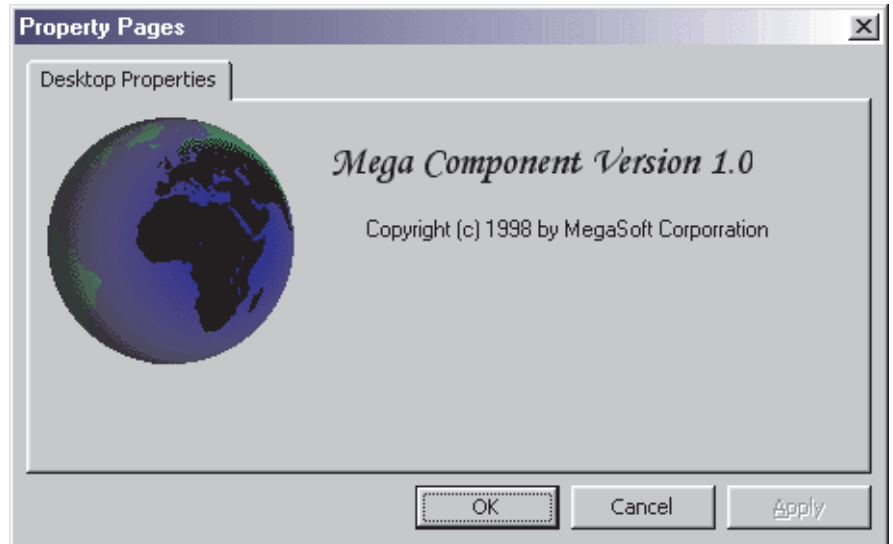 Property Pages
Desktop Properties
Mega Component Version 1.0
Copyright (c) 1998 by MegaSoft Corporration
OK Cancel Apply